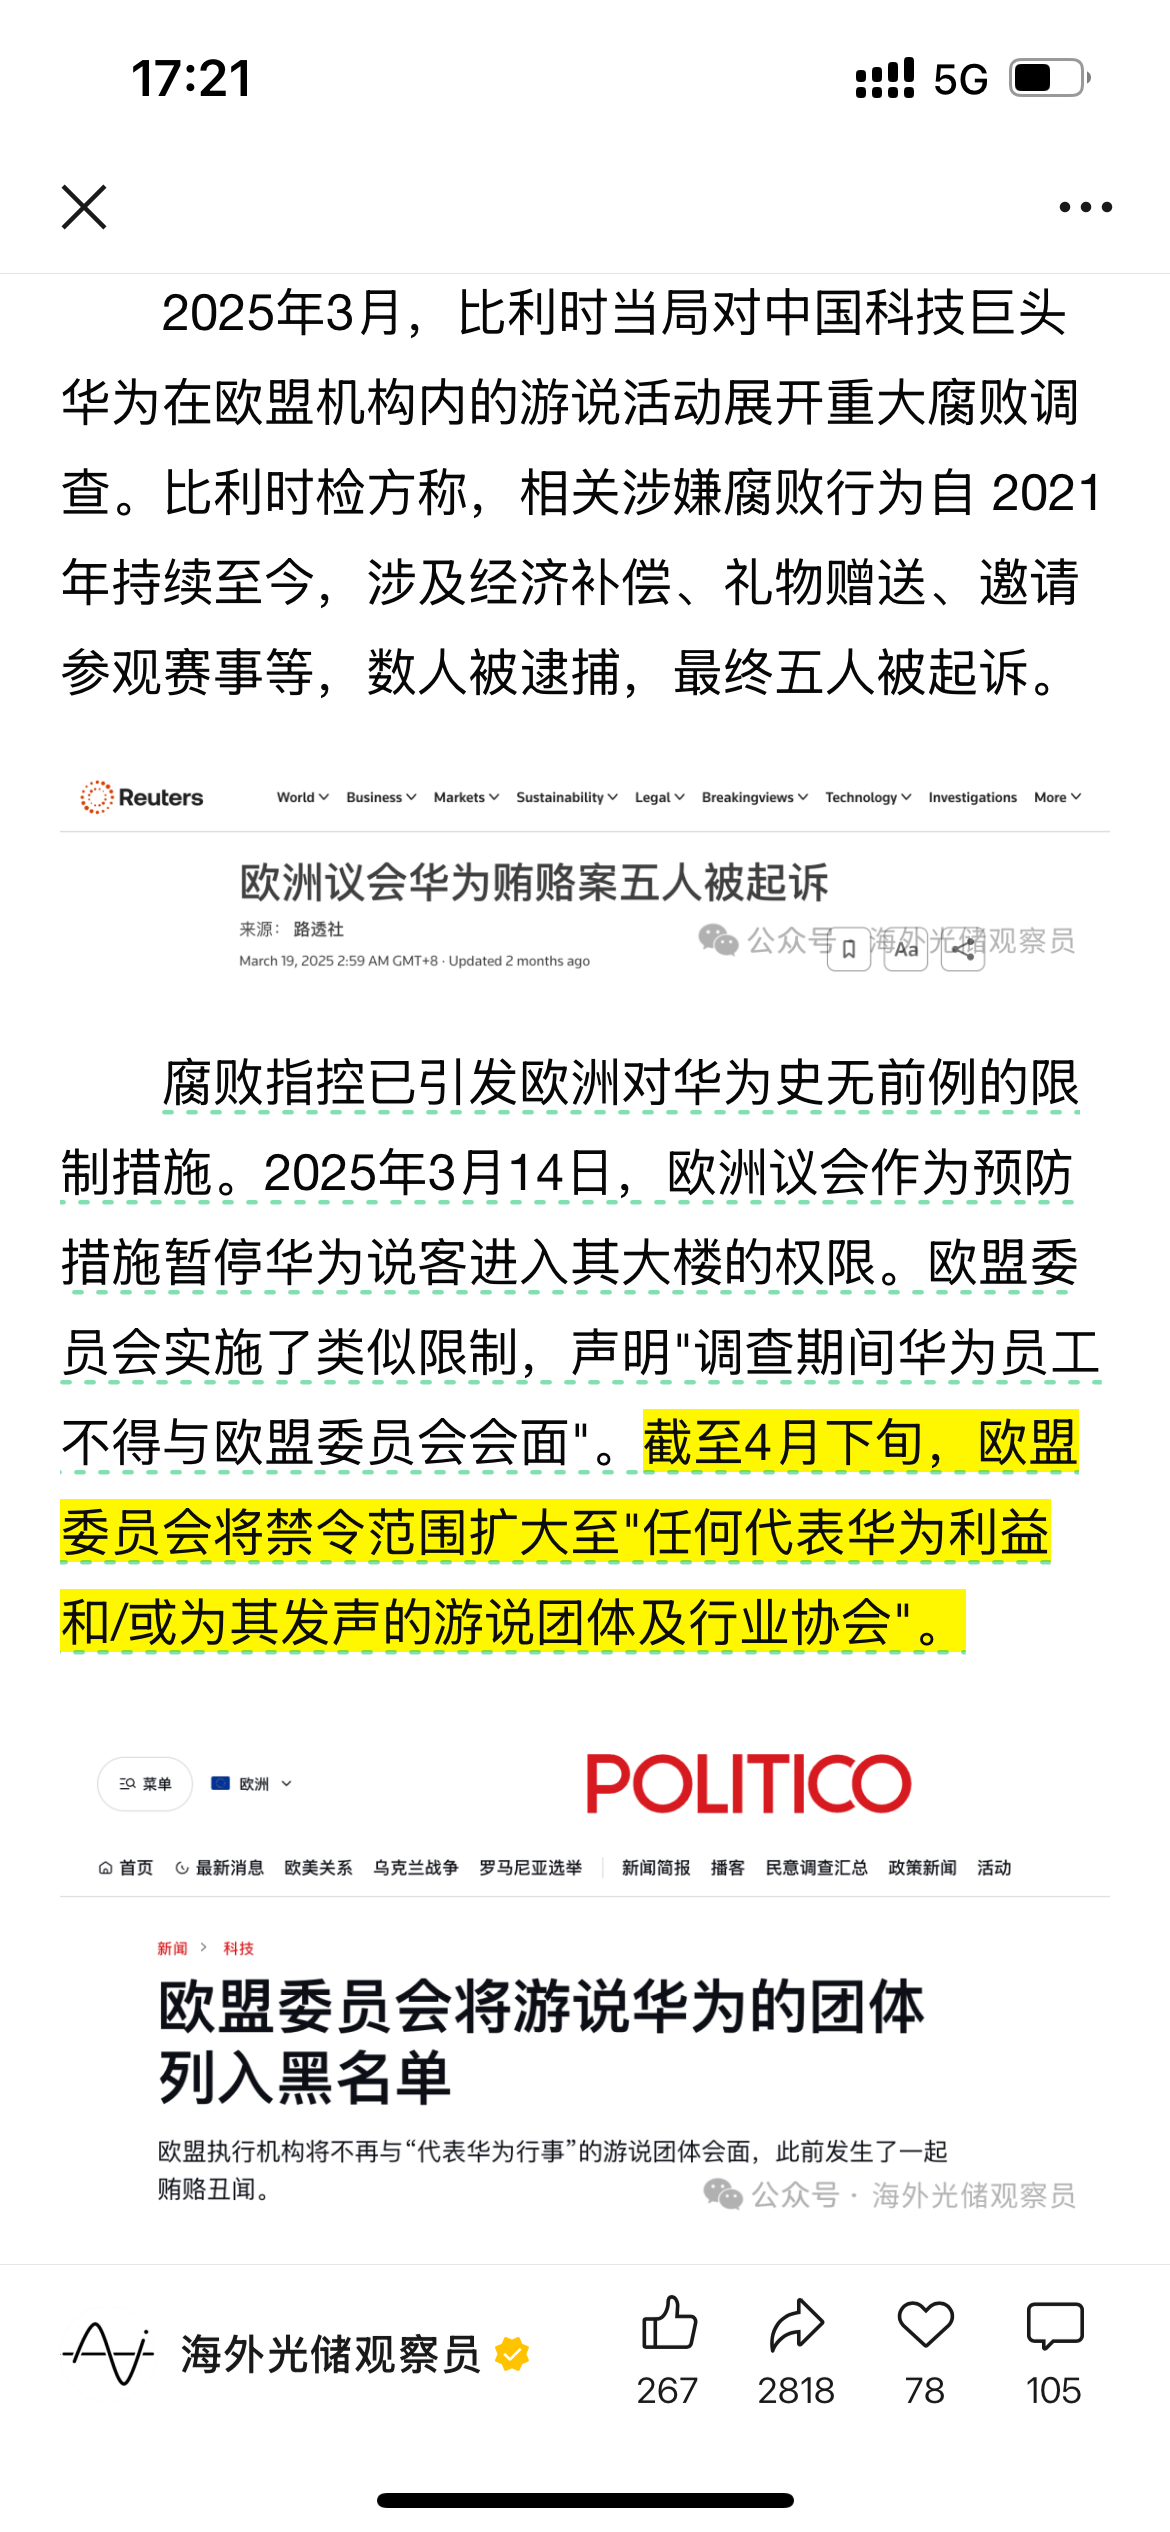 17:21
5G
2025年3月，比利时当局对中国科技巨头
华为在欧盟机构内的游说活动展开重大腐败调
查。比利时检方称，相关涉嫌腐败行为自 2021
年持续至今，涉及经济补偿、礼物赠送、邀请
参观赛事等，数人被逮捕，最终五人被起诉。
Reuters
World Business Markets Sustainability Legal Breakingviews Technology Investigations More
欧洲议会华为贿赂案五人被起诉
来源： 路透社
公众号 · 海外光储观察员
March 19, 2025 2:59 AM GMT+8 · Updated 2 months ago
Aa
腐败指控已引发欧洲对华为史无前例的限
制措施。2025年3月14日，欧洲议会作为预防
措施暂停华为说客进入其大楼的权限。欧盟委
员会实施了类似限制，声明"调查期间华为员工
不得与欧盟委员会会面"。截至4月下旬，欧盟
委员会将禁令范围扩大至"任何代表华为利益
和/或为其发声的游说团体及行业协会"。
菜单 欧洲 POLITICO
首页 最新消息 欧美关系 乌克兰战争 罗马尼亚选举 新闻简报 播客 民意调查汇总 政策新闻 活动
新闻 > 科技
欧盟委员会将游说华为的团体
列入黑名单
欧盟执行机构将不再与“代表华为行事”的游说团体会面，此前发生了一起
贿赂丑闻。
公众号 · 海外光储观察员
海外光储观察员
267 2818 78 105